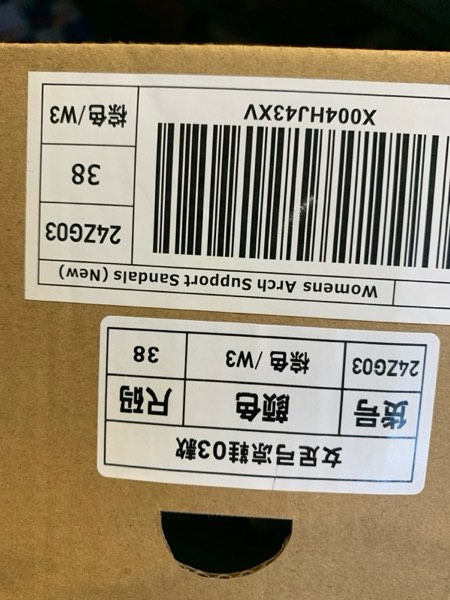 女足弓凉鞋03款
货号 颜色 尺码
24ZG03 棕色/W3 38
Womens Arch Support Sandals (New)
24ZG03
38
X004HJ43XV 棕色/W3